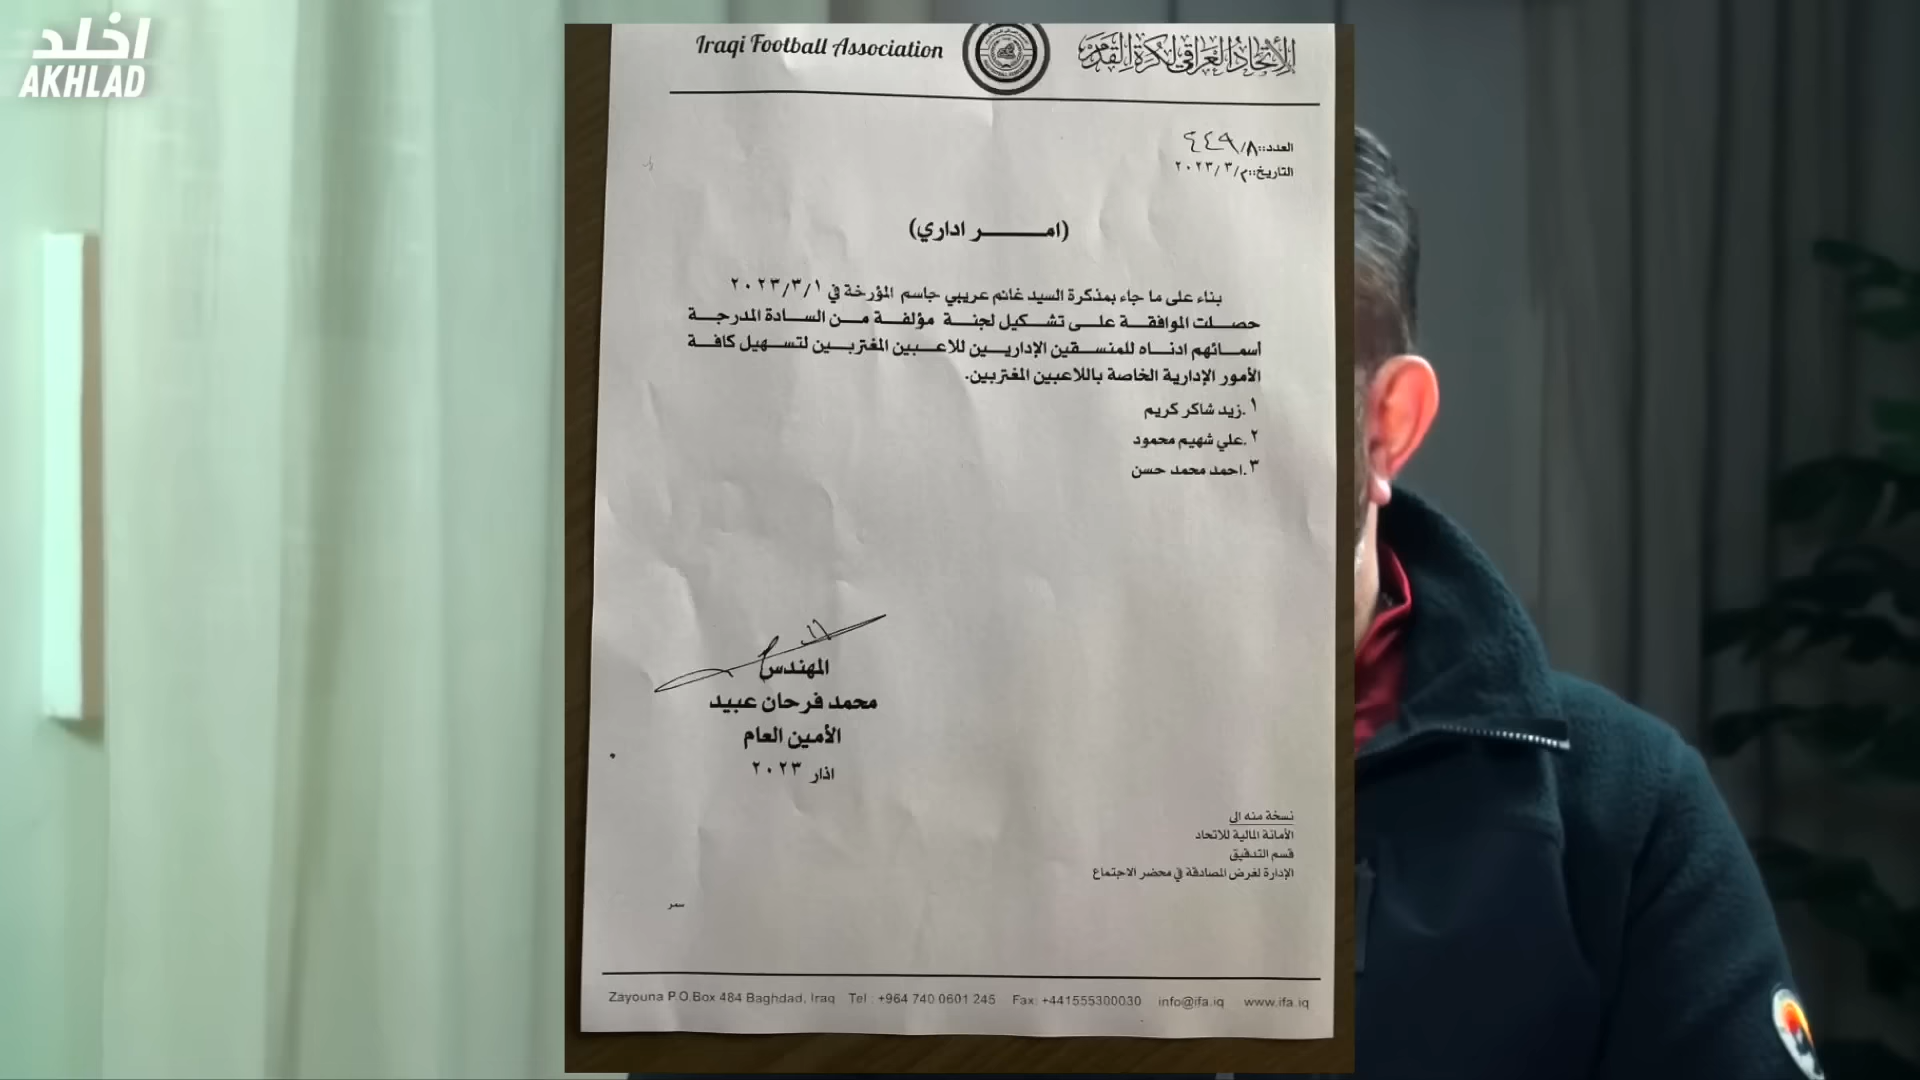 اخلد
AKHLAD
Iraqi Football Association
الإتحاد العراقي لكرة القدم
العدد:: ٤٤٩/٨
التاريخ:: ٢٠٢٣/٣/٢
(امـــــــر اداري)
بناء على ما جاء بمذكرة السيد غانم عريبي جاسم المؤرخة في ٢٠٢٣/٣/١
حصلت الموافقة على تشكيل لجنة مؤلفة من السادة المدرجة
أسمائهم ادناه للمنسقين الإداريين للاعبين المغتربين لتسهيل كافة
الأمور الإدارية الخاصة باللاعبين المغتربين.
١.زيد شاكر كريم
٢.علي شهيم محمود
٣.احمد محمد حسن
المهندس
محمد فرحان عبيد
الأمين العام
اذار ٢٠٢٣
نسخة منه الى
الأمانة المالية للاتحاد
قسم التدقيق
الإدارة لغرض المصادقة في محضر الاجتماع
سمر
Zayouna P.O.Box 484 Baghdad, Iraq Tel : +964 740 0601 245 Fax: +441555300030 info@ifa.iq www.ifa.iq